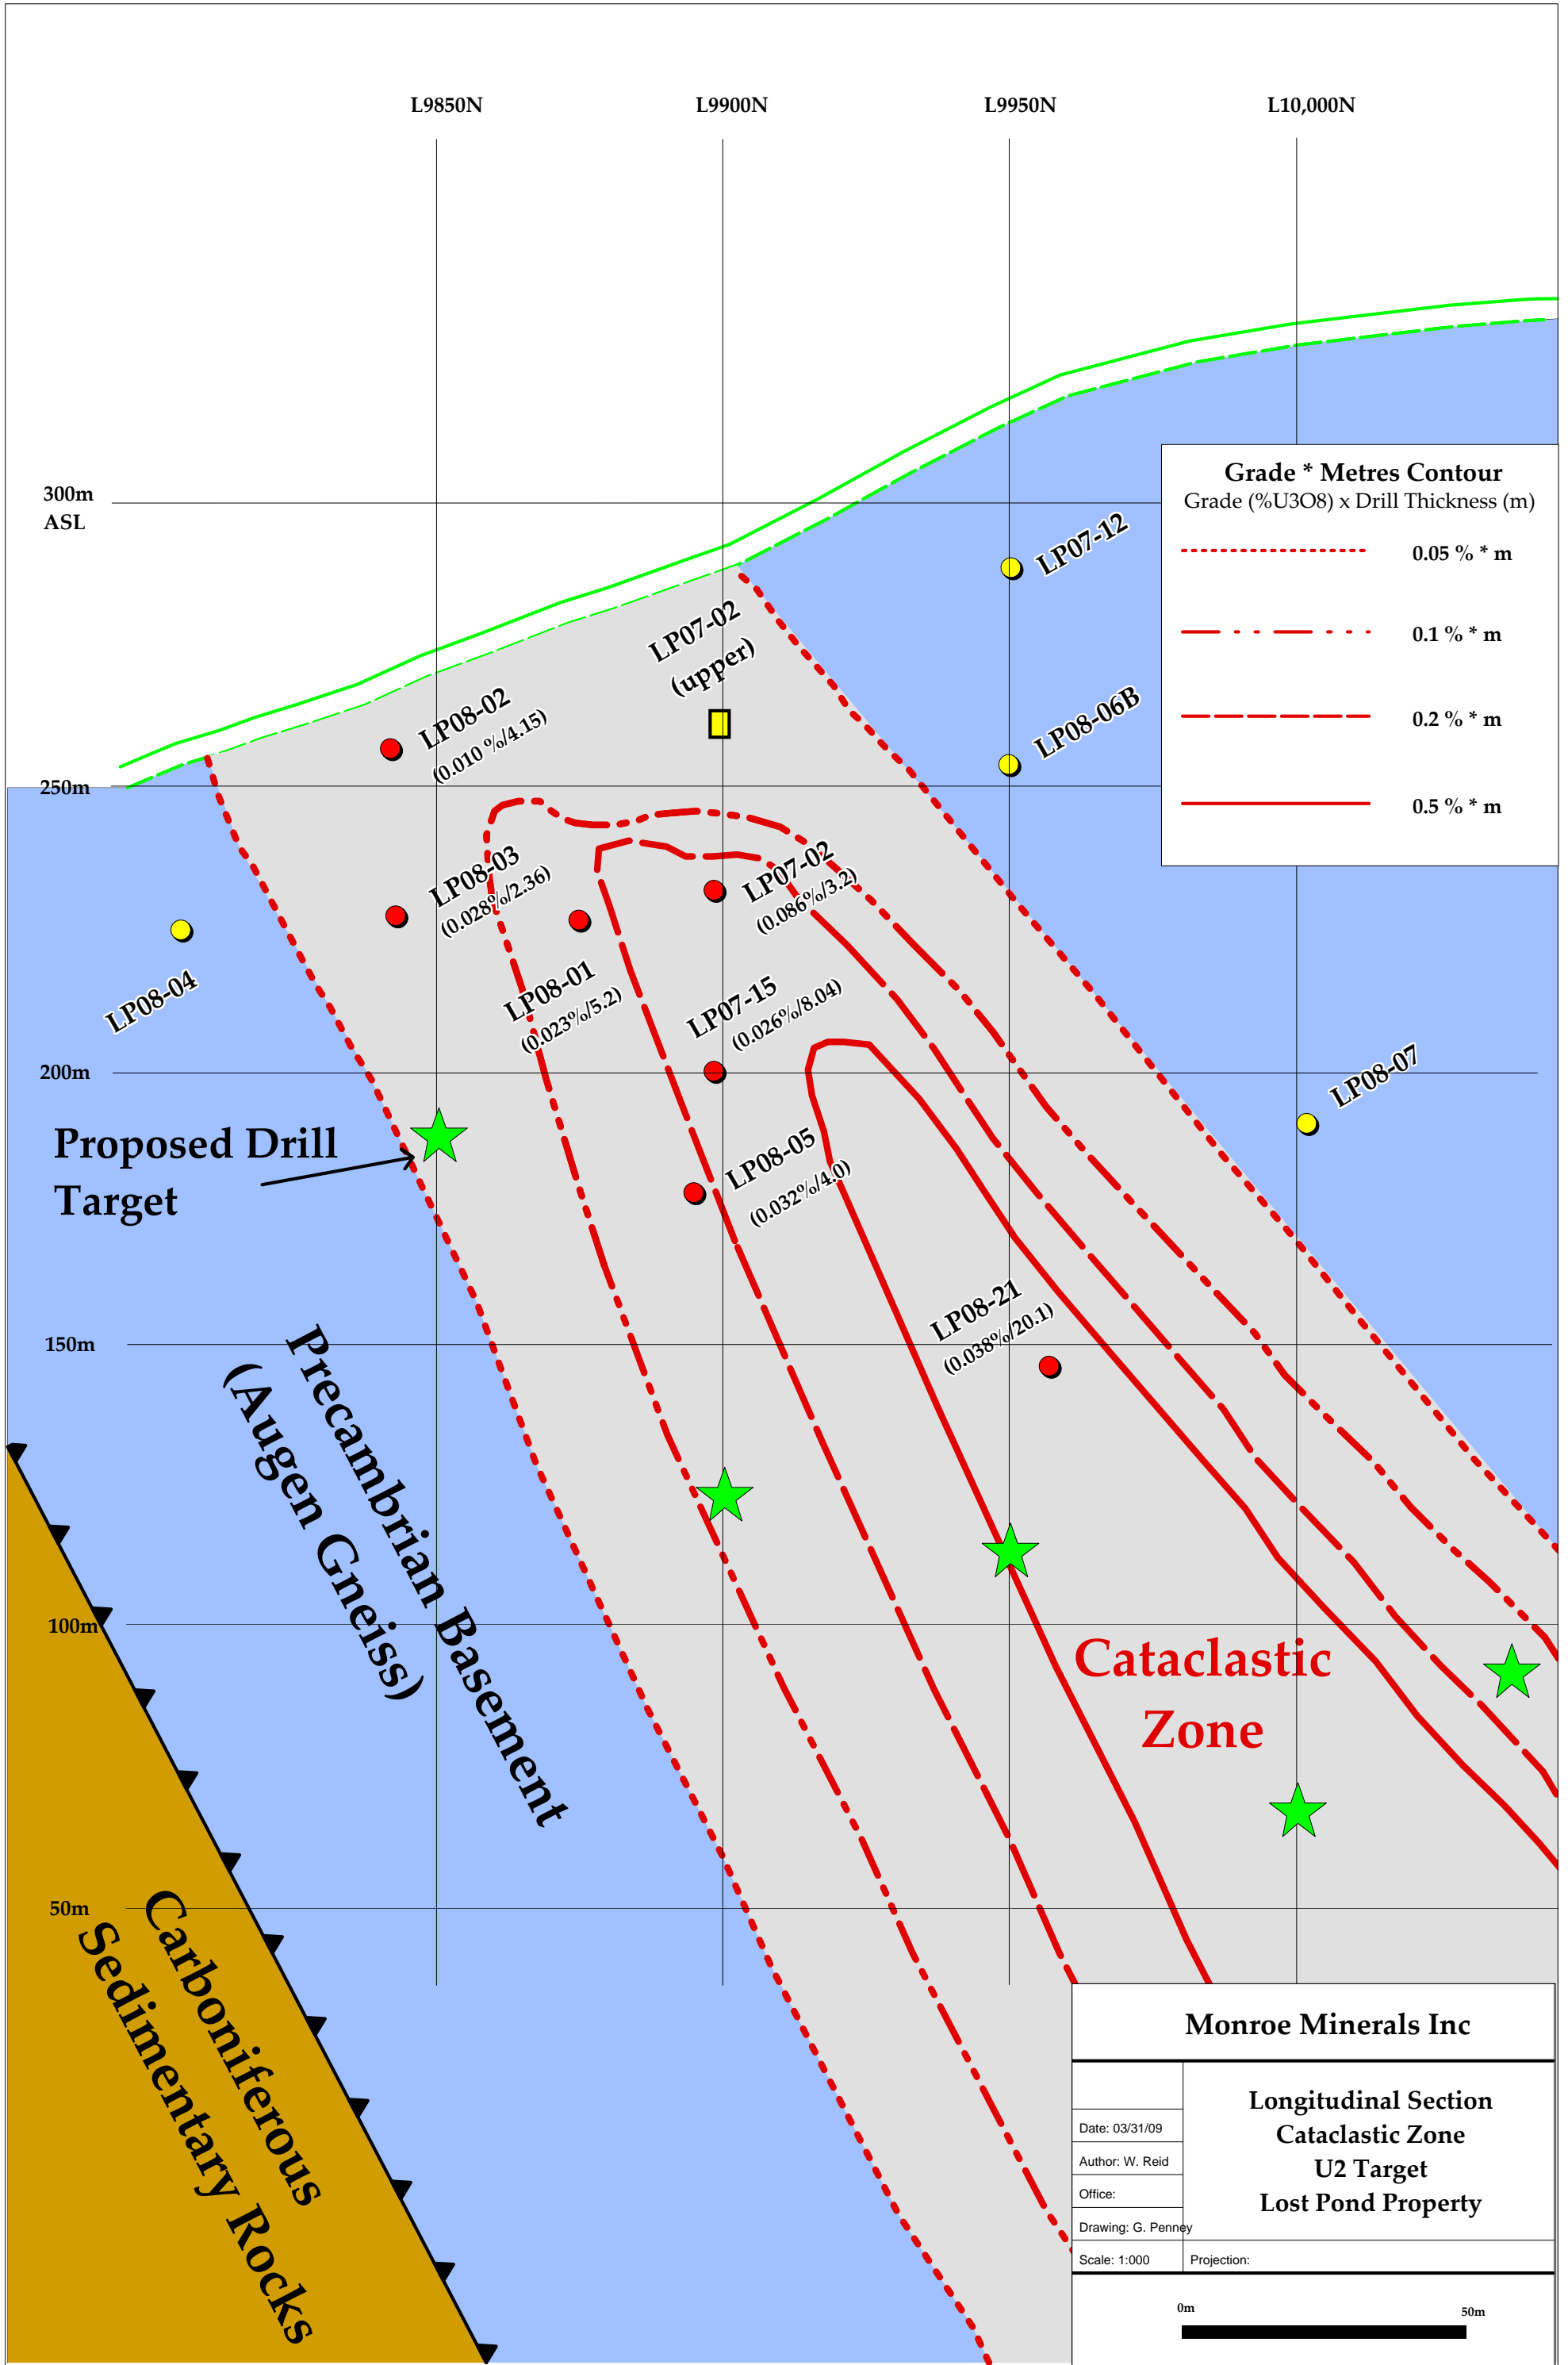 L9850N
L9900N
L9950N
L10,000N
300m
ASL
Grade * Metres Contour
Grade (%U3O8) x Drill Thickness (m)
0.05 % * m
0.1 % * m
0.2 % * m
0.5 % * m
LP07-12
LP07-02
(upper)
LP08-02
(0.010 %/4.15)
LP08-06B
250m
LP08-03
(0.028%/2.36)
LP07-02
(0.086%/3.2)
LP08-04
LP08-01
(0.023%/5.2)
LP07-15
(0.026%/8.04)
200m
LP08-07
Proposed Drill
Target
LP08-05
(0.032%/4.0)
LP08-21
(0.038%/20.1)
150m
Precambrian Basement
(Augen Gneiss)
100m
Cataclastic
Zone
50m
Carboniferous
Sedimentary Rocks
Monroe Minerals Inc
Longitudinal Section
Cataclastic Zone
U2 Target
Lost Pond Property
Date: 03/31/09
Author: W. Reid
Office:
Drawing: G. Penney
Scale: 1:000
Projection:
0m
50m